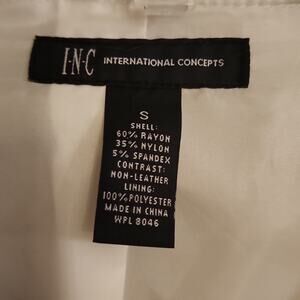 I·N·C INTERNATIONAL CONCEPTS
S
SHELL:
60% RAYON
35% NYLON
5% SPANDEX
CONTRAST:
NON-LEATHER
LINING:
100% POLYESTER
MADE IN CHINA
WPL 8046